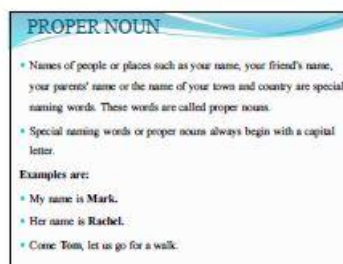 PROPER NOUN
Names of people or places such as your name, your friend's name,
your parents' name or the name of your town and country are special
naming words. These words are called proper nouns.
Special naming words or proper nouns always begin with a capital
letter.
Examples are:
My name is Mark.
Her name is Rachel.
Come Tom, let us go for a walk.